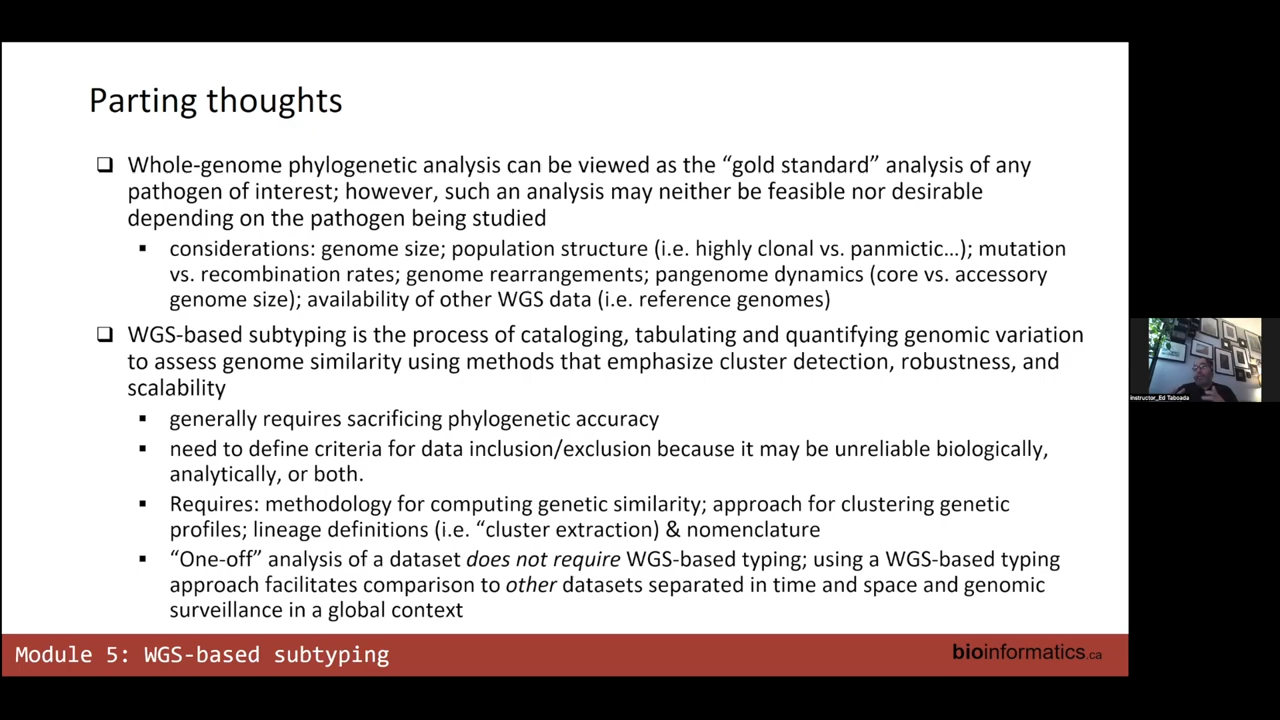 Parting thoughts
❑ Whole-genome phylogenetic analysis can be viewed as the “gold standard” analysis of any
pathogen of interest; however, such an analysis may neither be feasible nor desirable
depending on the pathogen being studied
▪ considerations: genome size; population structure (i.e. highly clonal vs. panmictic…); mutation
vs. recombination rates; genome rearrangements; pangenome dynamics (core vs. accessory
genome size); availability of other WGS data (i.e. reference genomes)
❑ WGS-based subtyping is the process of cataloging, tabulating and quantifying genomic variation
to assess genome similarity using methods that emphasize cluster detection, robustness, and
scalability
▪ generally requires sacrificing phylogenetic accuracy
▪ need to define criteria for data inclusion/exclusion because it may be unreliable biologically,
analytically, or both.
▪ Requires: methodology for computing genetic similarity; approach for clustering genetic
profiles; lineage definitions (i.e. “cluster extraction) & nomenclature
▪ “One-off” analysis of a dataset does not require WGS-based typing; using a WGS-based typing
approach facilitates comparison to other datasets separated in time and space and genomic
surveillance in a global context
Module 5: WGS-based subtyping
bioinformatics.ca
instructor_Ed Taboada